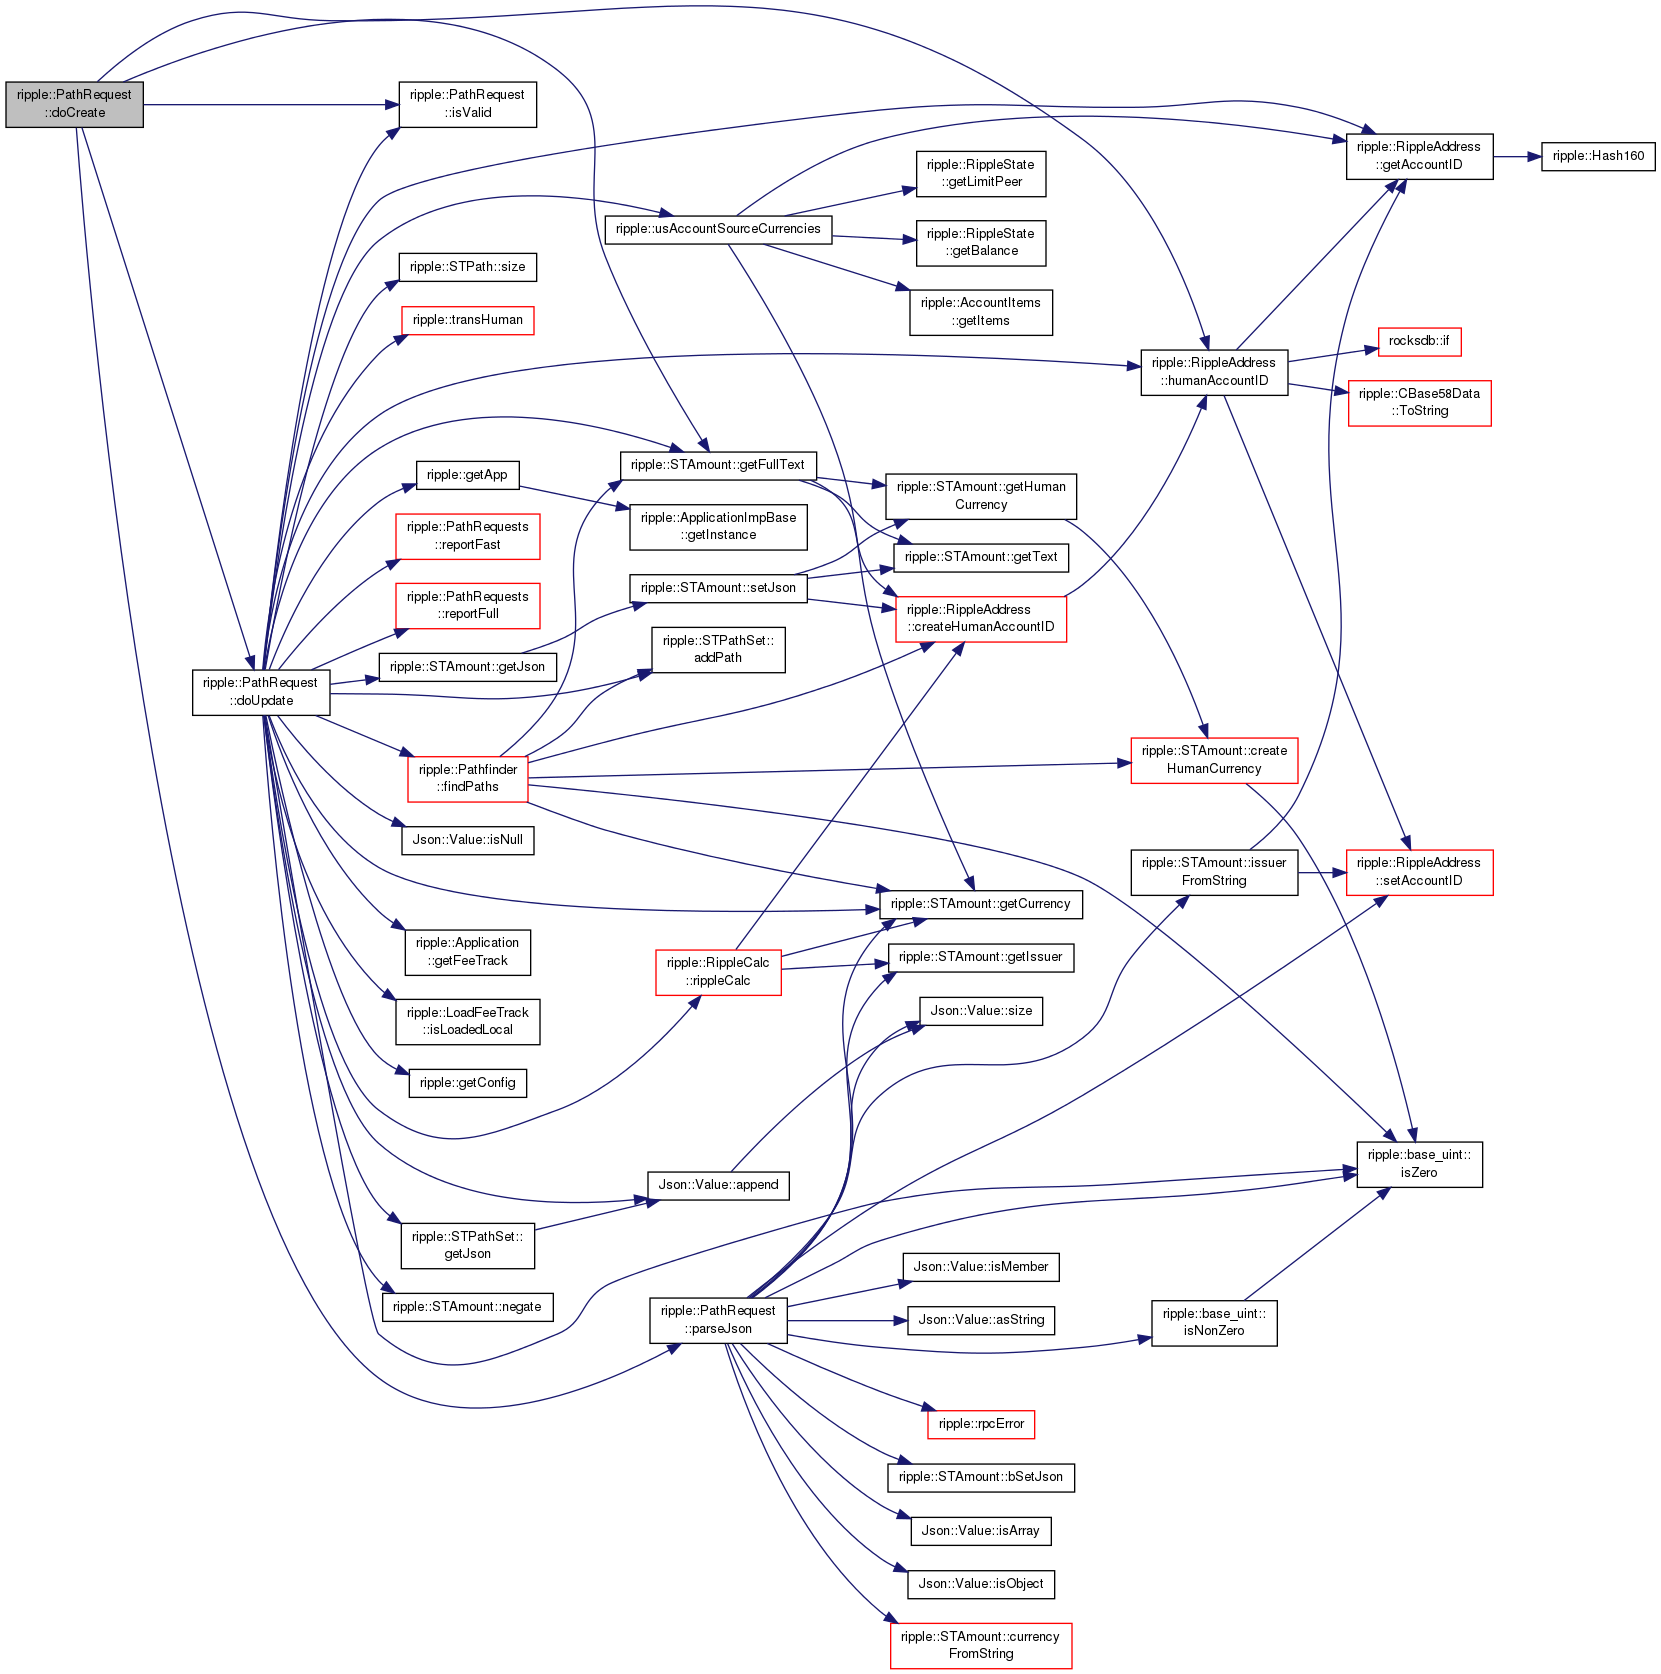 ripple::PathRequest
::doCreate
ripple::PathRequest
::isValid
ripple::RippleAddress
::getAccountID
ripple::Hash160
ripple::RippleState
::getLimitPeer
ripple::usAccountSourceCurrencies
ripple::RippleState
::getBalance
ripple::STPath::size
ripple::AccountItems
::getItems
ripple::transHuman
rocksdb::if
ripple::RippleAddress
::humanAccountID
ripple::CBase58Data
::ToString
ripple::STAmount::getFullText
ripple::getApp
ripple::STAmount::getHuman
Currency
ripple::ApplicationImpBase
::getInstance
ripple::PathRequests
::reportFast
ripple::STAmount::getText
ripple::STAmount::setJson
ripple::PathRequests
::reportFull
ripple::RippleAddress
::createHumanAccountID
ripple::STPathSet::
addPath
ripple::STAmount::getJson
ripple::PathRequest
::doUpdate
ripple::Pathfinder
::findPaths
ripple::STAmount::create
HumanCurrency
Json::Value::isNull
ripple::STAmount::issuer
FromString
ripple::RippleAddress
::setAccountID
ripple::STAmount::getCurrency
ripple::Application
::getFeeTrack
ripple::RippleCalc
::rippleCalc
ripple::STAmount::getIssuer
ripple::LoadFeeTrack
::isLoadedLocal
Json::Value::size
ripple::getConfig
ripple::base_uint::
isZero
Json::Value::append
ripple::STPathSet::
getJson
Json::Value::isMember
ripple::STAmount::negate
ripple::PathRequest
::parseJson
Json::Value::asString
ripple::base_uint::
isNonZero
ripple::rpcError
ripple::STAmount::bSetJson
Json::Value::isArray
Json::Value::isObject
ripple::STAmount::currency
FromString